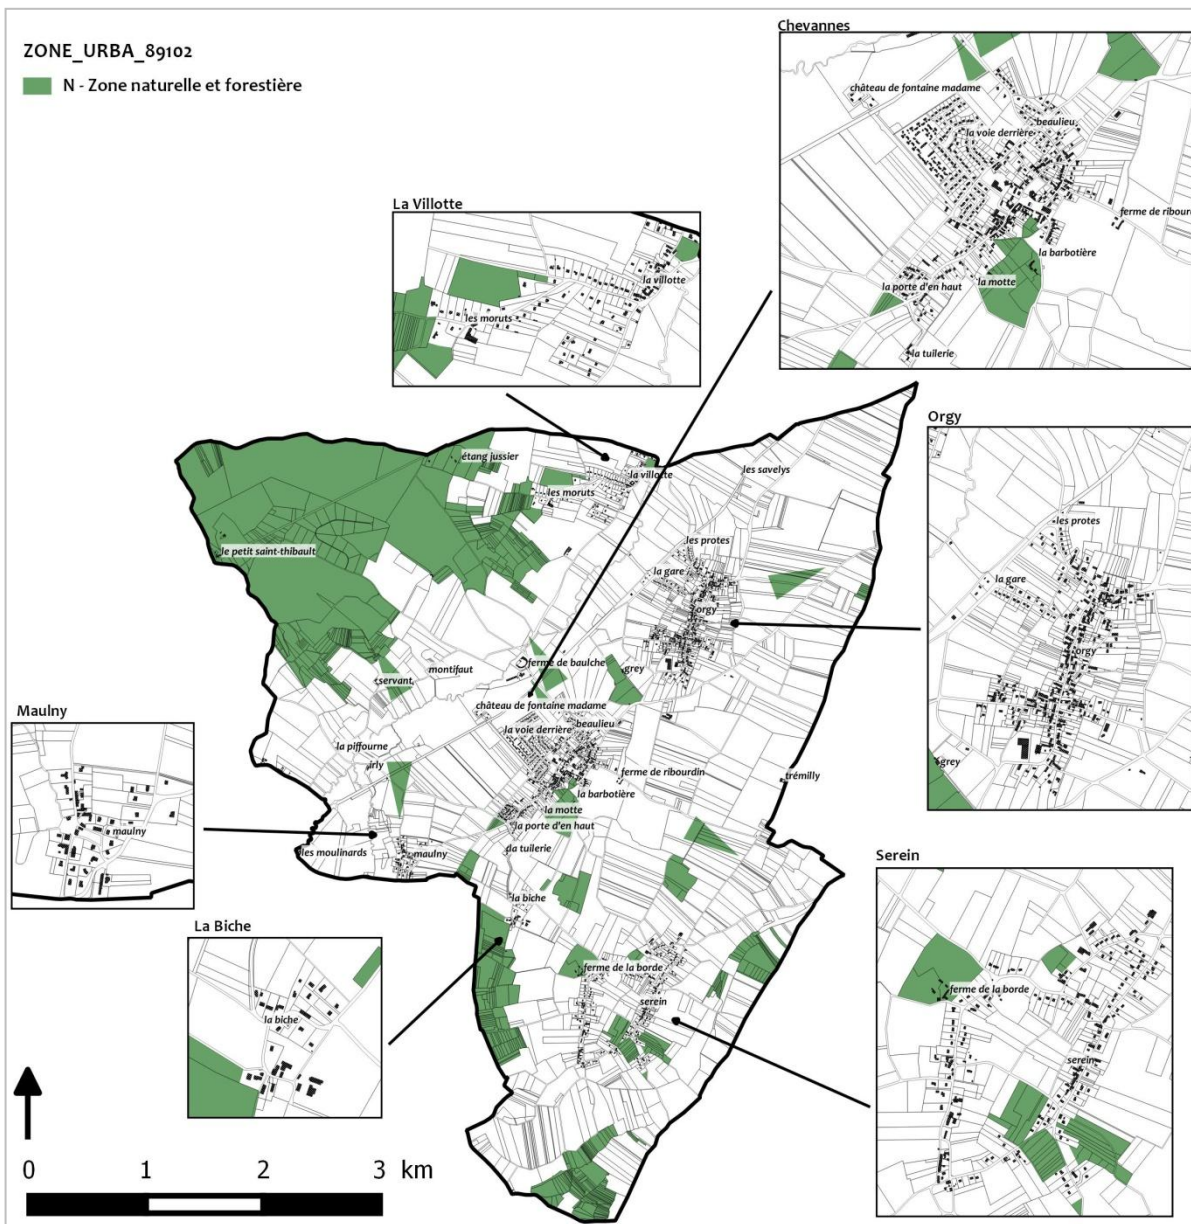 Chevannes
ZONE_URBA_89102
N - Zone naturelle et forestière
château de fontaine madame
beaulieu
la voie derrière
ferme de ribourd
la barbotière
la porte d'en haut
la motte
la tuilerie
La Villotte
la villotte
les moruts
Orgy
les protes
la gare
orgy
grey
étang jussier
les savelys
la villotte
les moruts
le petit saint-thibault
les protes
la gare
orgy
montifaut
ferme de baulche
grey
servant
château de fontaine madame
beaulieu
la voie derrière
la piffourne
irly
ferme de ribourdin
trémilly
la barbotière
la motte
la porte d'en haut
les moulinards
maulny
la tuilerie
la biche
ferme de la borde
serein
Maulny
maulny
La Biche
la biche
Serein
ferme de la borde
serein
0 1 2 3 km